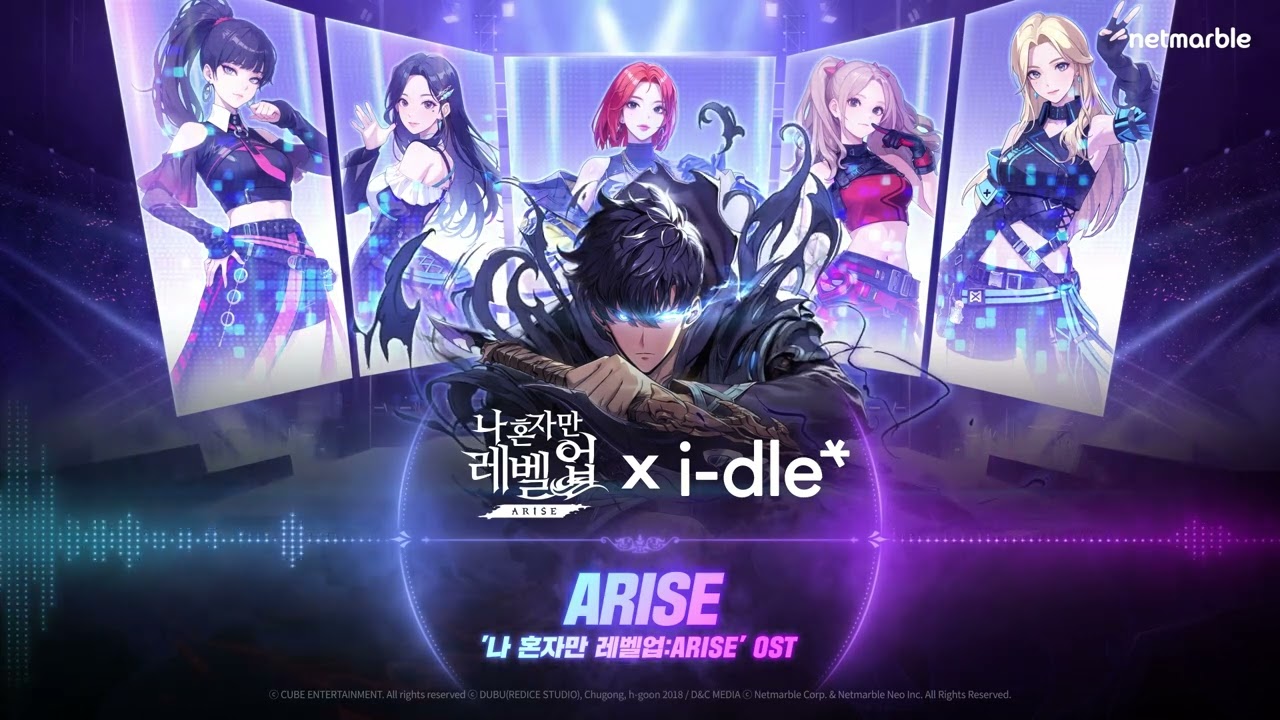 netmarble
나 혼자만
레벨업
ARISE
x i-dle*
ARISE
'나 혼자만 레벨업:ARISE' OST
ⓒ CUBE ENTERTAINMENT. All rights reserved ⓒ DUBU(REDICE STUDIO), Chugong, h-goon 2018 / D&C MEDIA ⓒ Netmarble Corp. & Netmarble Neo Inc. All Rights Reserved.